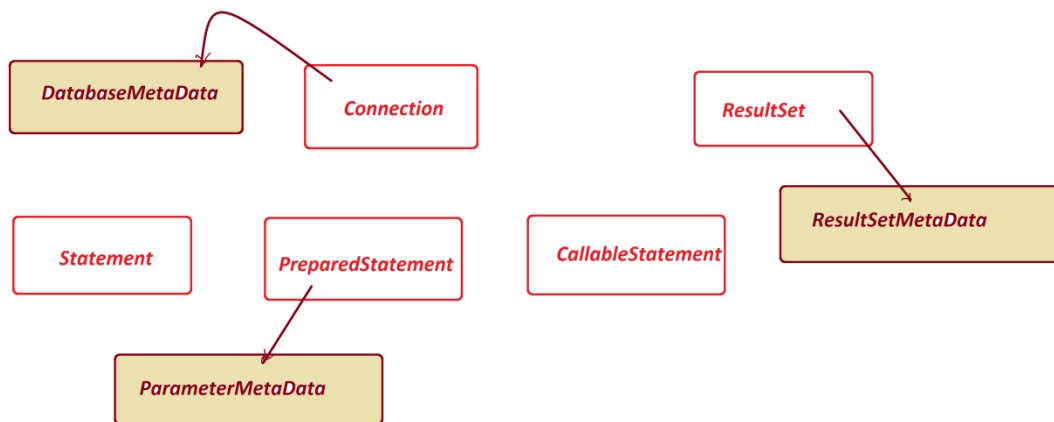 DatabaseMetaData
Connection
ResultSet
ResultSetMetaData
Statement
PreparedStatement
CallableStatement
ParameterMetaData